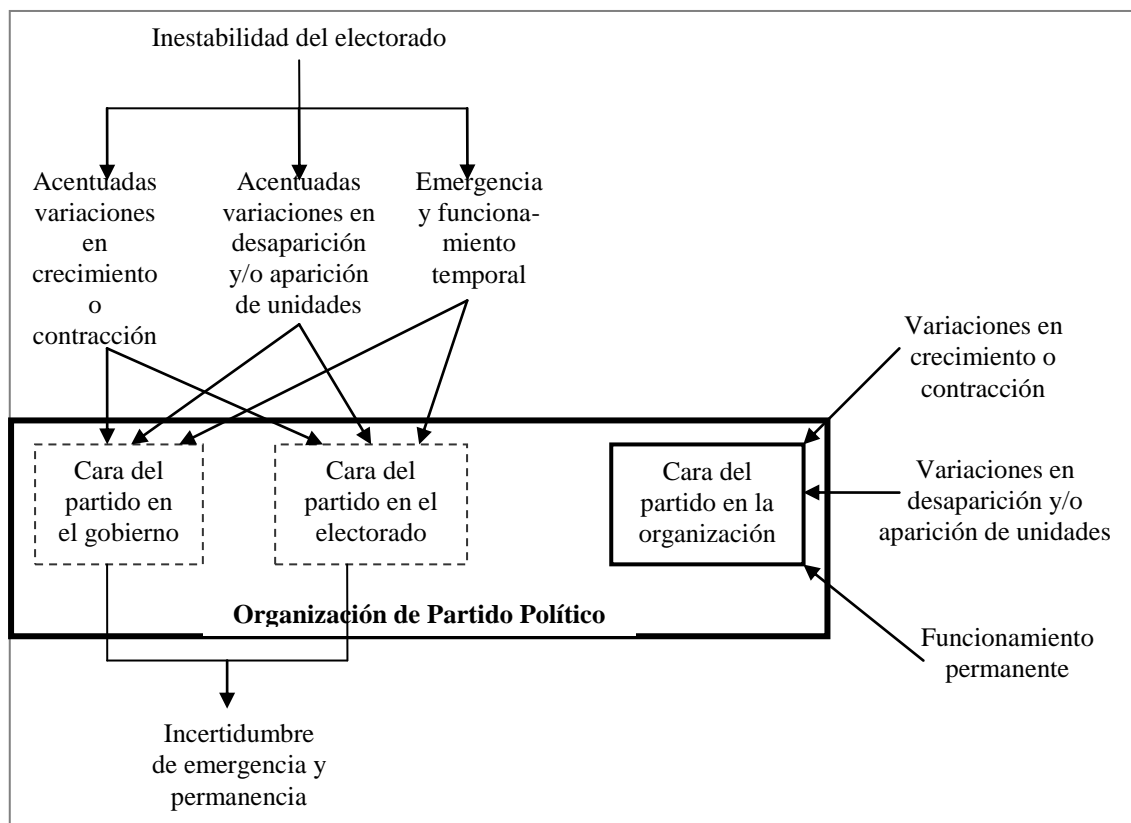 Inestabilidad del electorado
Acentuadas
variaciones
en
crecimiento
o
contracción
Acentuadas
variaciones en
desaparición
y/o aparición
de unidades
Emergencia
y funciona-
miento
temporal
Variaciones en
crecimiento o
contracción
Cara del
partido en
el gobierno
Cara del
partido en el
electorado
Cara del
partido en la
organización
Variaciones en
desaparición y/o
aparición de unidades
Organización de Partido Político
Funcionamiento
permanente
Incertidumbre
de emergencia y
permanencia